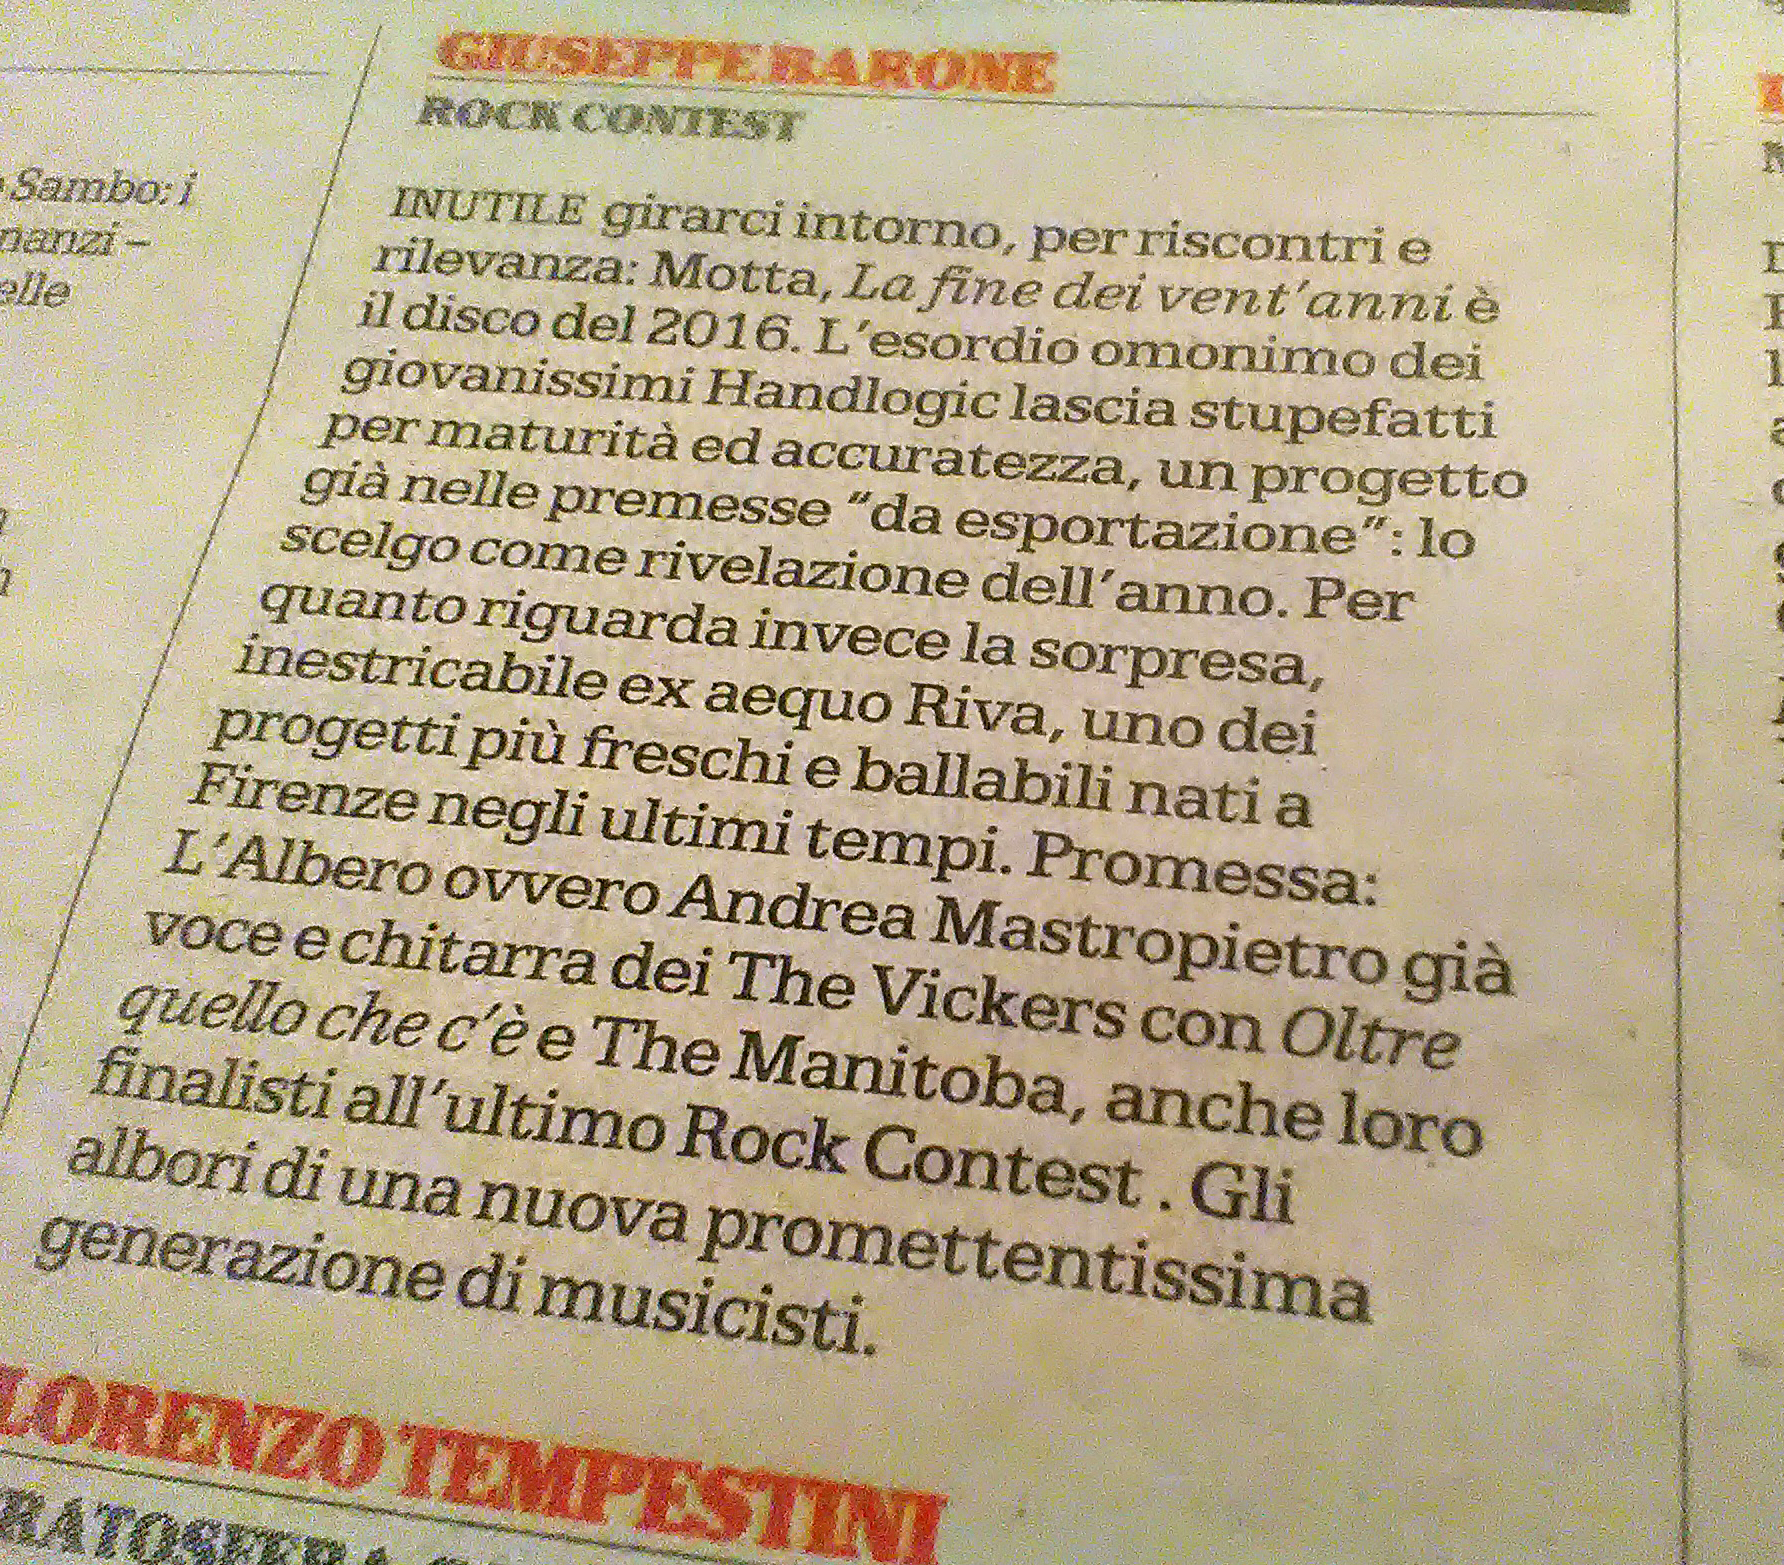 GIUSEPPE BARONE
ROCK CONTEST
INUTILE girarci intorno, per riscontri e
rilevanza: Motta, La fine dei vent'anni è
il disco del 2016. L'esordio omonimo dei
giovanissimi Handlogic lascia stupefatti
per maturità ed accuratezza, un progetto
già nelle premesse "da esportazione": lo
scelgo come rivelazione dell'anno. Per
quanto riguarda invece la sorpresa,
inestricabile ex aequo Riva, uno dei
progetti più freschi e ballabili nati a
Firenze negli ultimi tempi. Promessa:
L'Albero ovvero Andrea Mastropietro già
voce e chitarra dei The Vickers con Oltre
quello che c'è e The Manitoba, anche loro
finalisti all'ultimo Rock Contest . Gli
albori di una nuova promettentissima
generazione di musicisti.
LORENZO TEMPESTINI
Sambo: i
nanzi –
elle